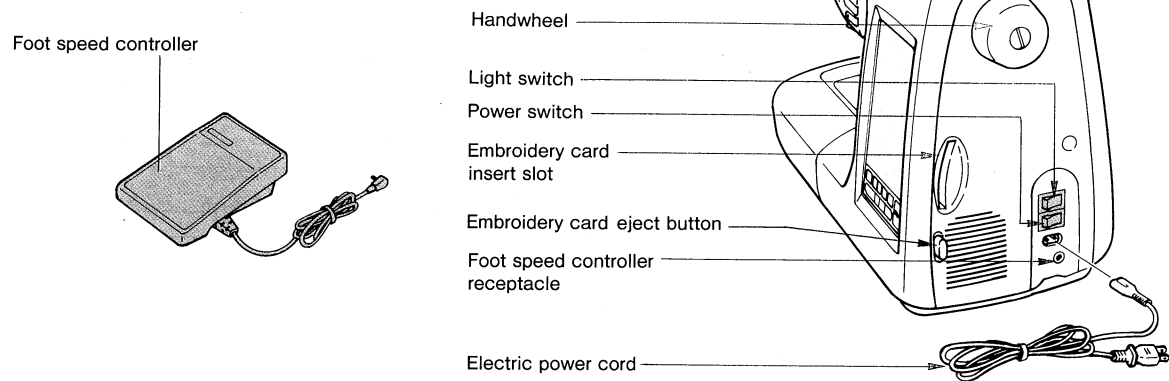 Foot speed controller
Handwheel
Light switch
Power switch
Embroidery card
insert slot
Embroidery card eject button
Foot speed controller
receptacle
Electric power cord